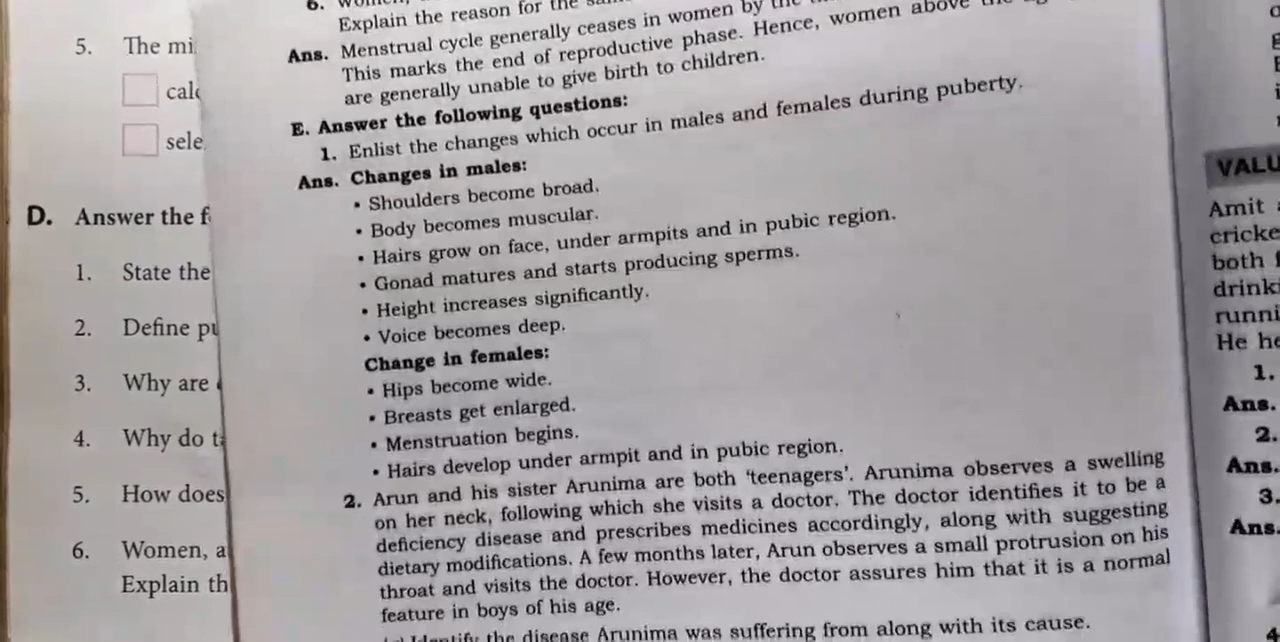 5. The mi
cale
sele
D. Answer the f
1. State the
2. Define pu
3. Why are
4. Why do t
5. How does
6. Women, a
Explain th
6.
Explain the reason for the
Ans. Menstrual cycle generally ceases in women by the
This marks the end of reproductive phase. Hence, women above the
are generally unable to give birth to children.
E. Answer the following questions:
1. Enlist the changes which occur in males and females during puberty.
Ans. Changes in males:
• Shoulders become broad.
• Body becomes muscular.
• Hairs grow on face, under armpits and in pubic region.
• Gonad matures and starts producing sperms.
• Height increases significantly.
• Voice becomes deep.
Change in females:
• Hips become wide.
• Breasts get enlarged.
• Menstruation begins.
• Hairs develop under armpit and in pubic region.
2. Arun and his sister Arunima are both ‘teenagers’. Arunima observes a swelling
on her neck, following which she visits a doctor. The doctor identifies it to be a
deficiency disease and prescribes medicines accordingly, along with suggesting
dietary modifications. A few months later, Arun observes a small protrusion on his
throat and visits the doctor. However, the doctor assures him that it is a normal
feature in boys of his age.
Identify the disease Arunima was suffering from along with its cause.
VALU
Amit
cricke
both
drinki
runni
He he
1.
Ans.
2.
Ans.
3.
Ans.